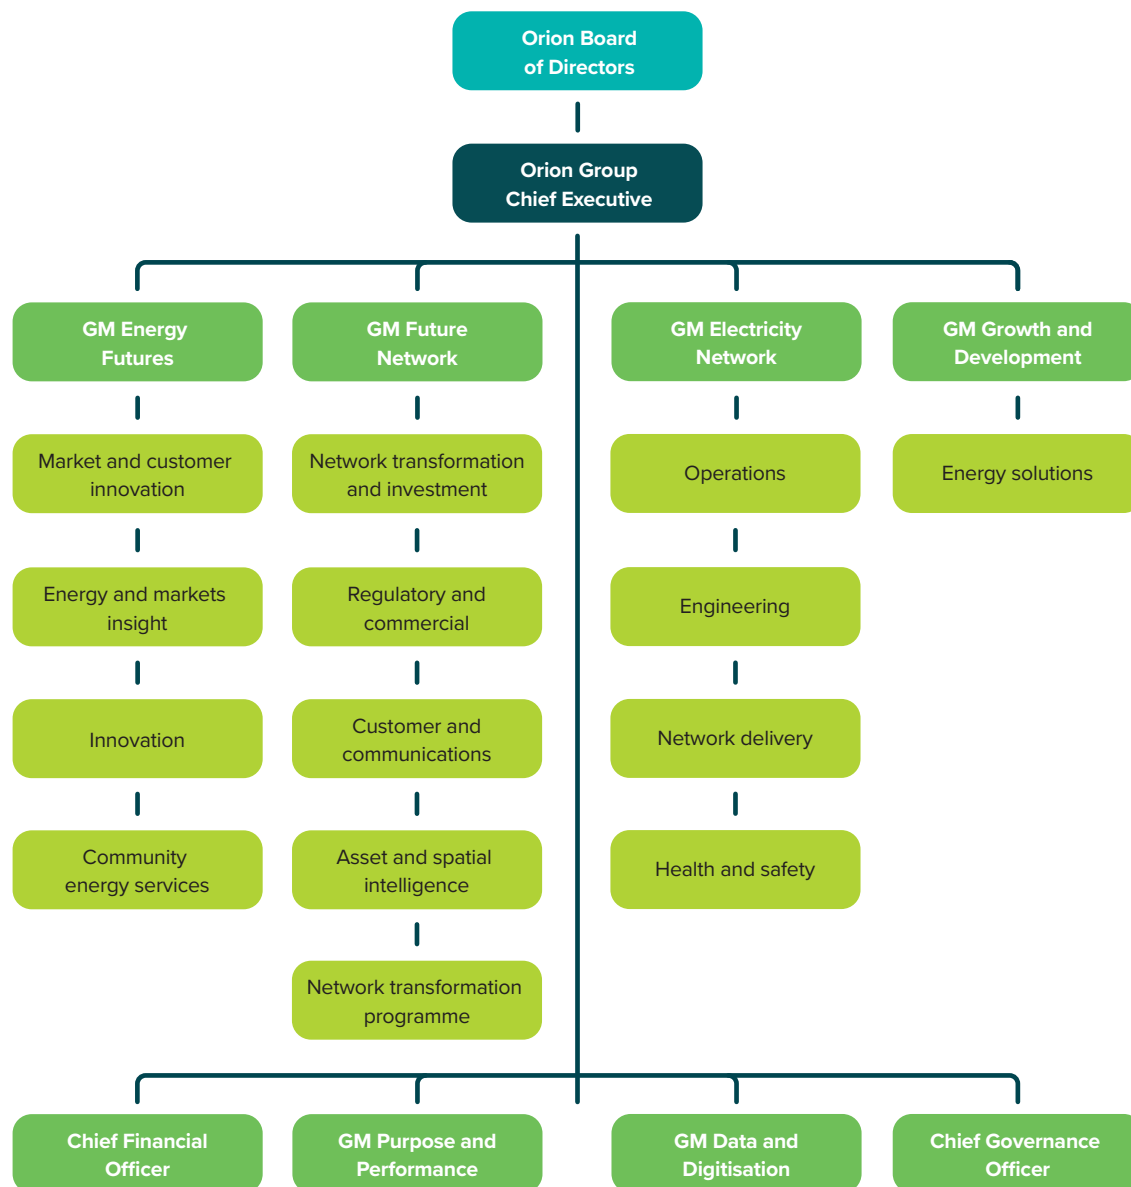 Orion Board
of Directors
Orion Group
Chief Executive
GM Energy
Futures
GM Future
Network
GM Electricity
Network
GM Growth and
Development
Market and customer
innovation
Network transformation
and investment
Operations
Energy solutions
Energy and markets
insight
Regulatory and
commercial
Engineering
Innovation
Customer and
communications
Network delivery
Community
energy services
Asset and spatial
intelligence
Health and safety
Network transformation
programme
Chief Financial
Officer
GM Purpose and
Performance
GM Data and
Digitisation
Chief Governance
Officer